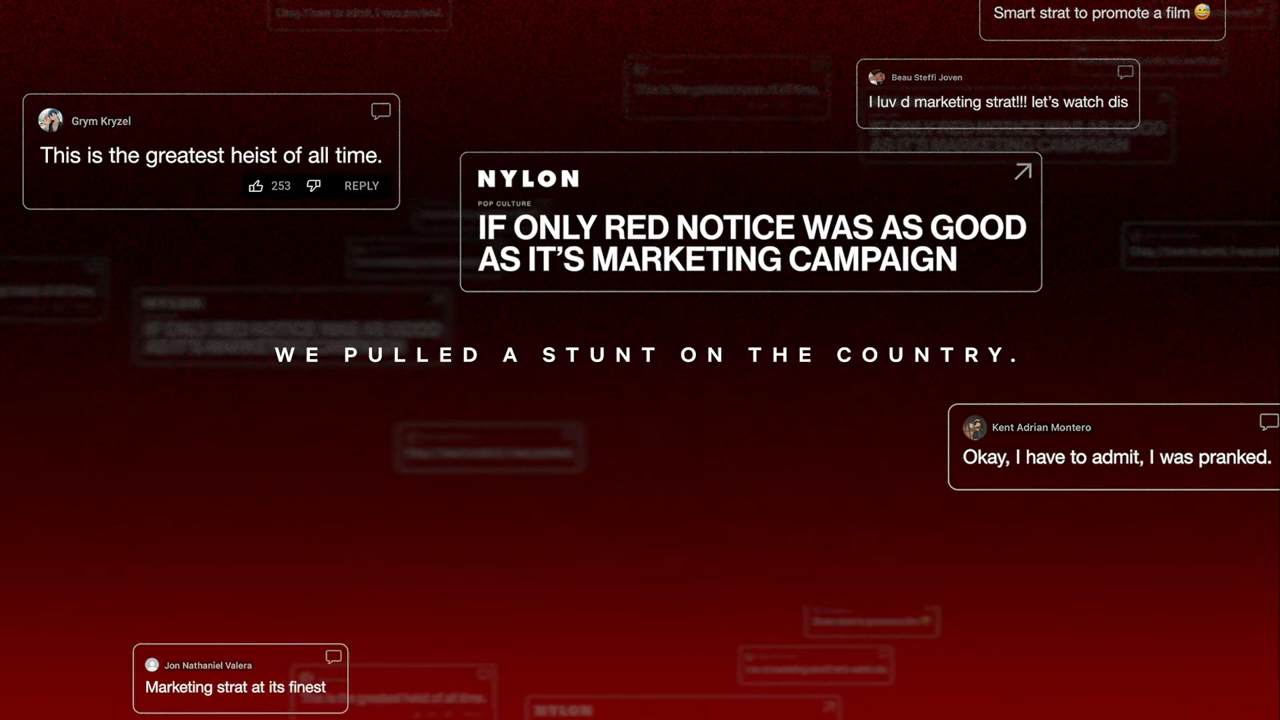 Smart strat to promote a film 😅
Beau Steffi Joven
I luv d marketing strat!!! let's watch dis
Grym Kryzel
This is the greatest heist of all time.
253 REPLY
NYLON
POP CULTURE
IF ONLY RED NOTICE WAS AS GOOD
AS IT'S MARKETING CAMPAIGN
WE PULLED A STUNT ON THE COUNTRY.
Kent Adrian Montero
Okay, I have to admit, I was pranked.
Jon Nathaniel Valera
Marketing strat at its finest